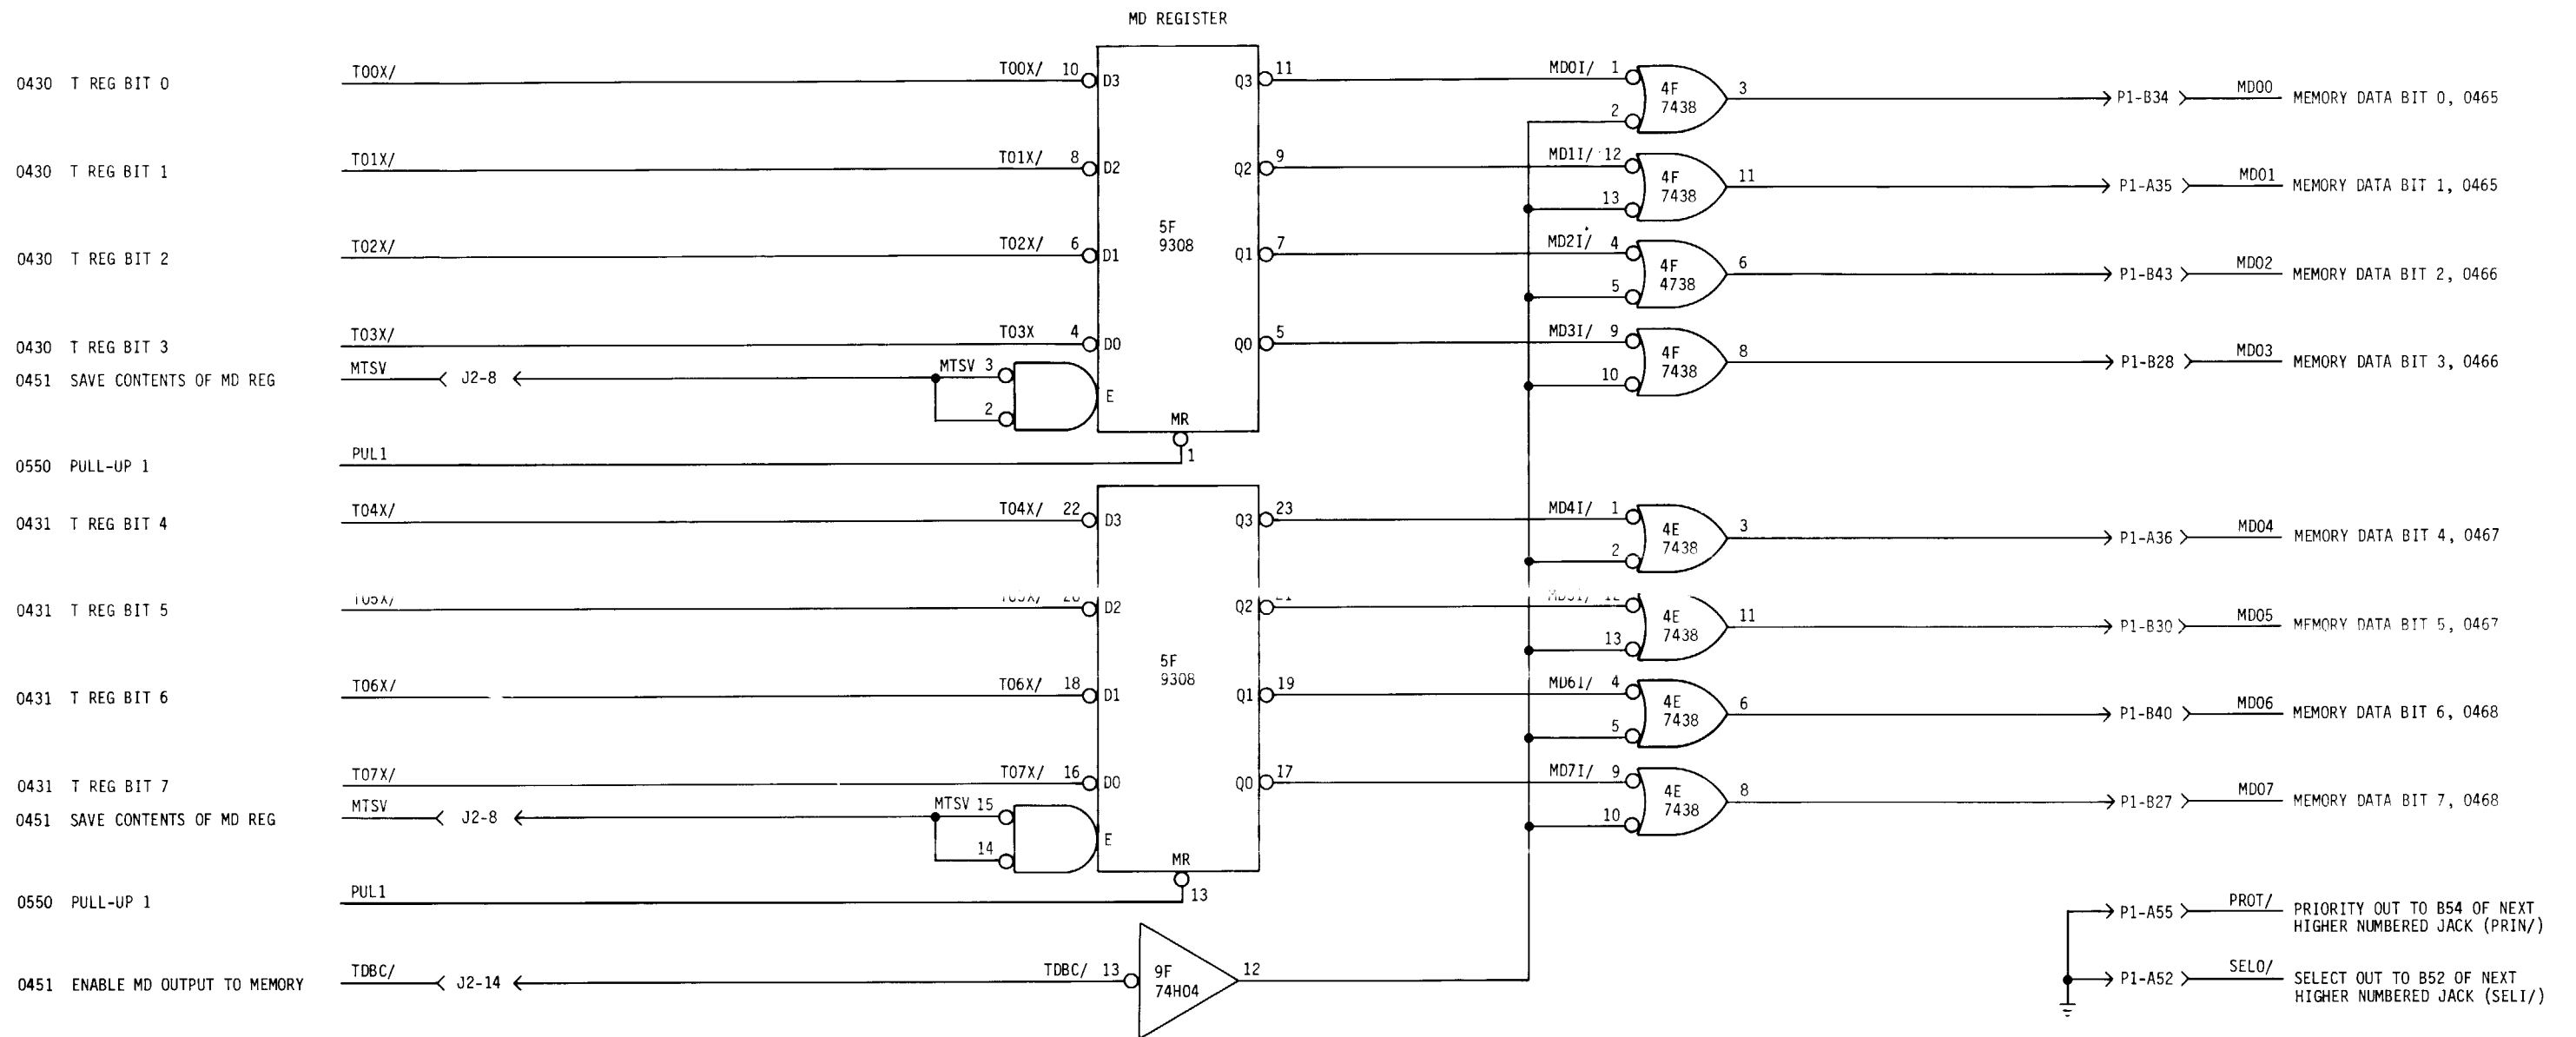 MD REGISTER
0430 T REG BIT 0 T00X/ T00X/ 10 D3 Q3 11 MD0I/ 1 2 4F 7438 3 P1-B34 MD00 MEMORY DATA BIT 0, 0465
0430 T REG BIT 1 T01X/ T01X/ 8 D2 Q2 9 MD1I/ 12 13 4F 7438 11 P1-A35 MD01 MEMORY DATA BIT 1, 0465
5F
9308
0430 T REG BIT 2 T02X/ T02X/ 6 D1 Q1 7 MD2I/ 4 5 4F 4738 6 P1-B43 MD02 MEMORY DATA BIT 2, 0466
0430 T REG BIT 3 T03X/ T03X 4 D0 Q0 5 MD3I/ 9 10 4F 7438 8 P1-B28 MD03 MEMORY DATA BIT 3, 0466
0451 SAVE CONTENTS OF MD REG MTSV J2-8 MTSV 3 2 E
MR
0550 PULL-UP 1 PUL1 1
0431 T REG BIT 4 T04X/ T04X/ 22 D3 Q3 23 MD4I/ 1 2 4E 7438 3 P1-A36 MD04 MEMORY DATA BIT 4, 0467
0431 T REG BIT 5 T05X/ D2 Q2 13 4E 7438 11 P1-B30 MD05 MEMORY DATA BIT 5, 0467
5F
9308
0431 T REG BIT 6 T06X/ T06X/ 18 D1 Q1 19 MD6I/ 4 5 4E 7438 6 P1-B40 MD06 MEMORY DATA BIT 6, 0468
0431 T REG BIT 7 T07X/ T07X/ 16 D0 Q0 17 MD7I/ 9 10 4E 7438 8 P1-B27 MD07 MEMORY DATA BIT 7, 0468
0451 SAVE CONTENTS OF MD REG MTSV J2-8 MTSV 15 14 E
MR
0550 PULL-UP 1 PUL1 13
P1-A55 PROT/ PRIORITY OUT TO B54 OF NEXT
HIGHER NUMBERED JACK (PRIN/)
0451 ENABLE MD OUTPUT TO MEMORY TDBC/ J2-14 TDBC/ 13 9F 74H04 12
P1-A52 SELO/ SELECT OUT TO B52 OF NEXT
HIGHER NUMBERED JACK (SELI/)